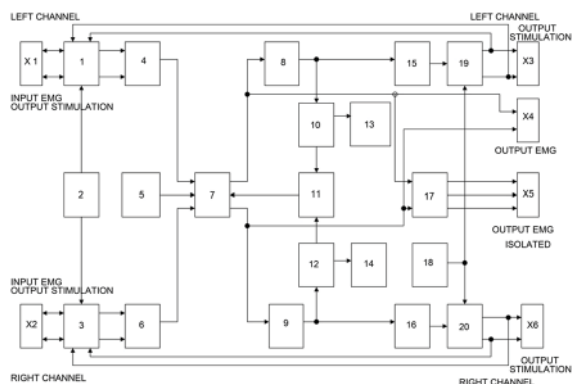 LEFT CHANNEL
LEFT CHANNEL
OUTPUT
STIMULATION
X 1
1
4
8
15
19
X3
INPUT EMG
OUTPUT STIMULATION
10
13
X4
OUTPUT EMG
2
5
7
11
17
X5
OUTPUT EMG
ISOLATED
12
14
18
INPUT EMG
OUTPUT STIMULATION
X2
3
6
9
16
20
X6
OUTPUT
STIMULATION
RIGHT CHANNEL
RIGHT CHANNEL